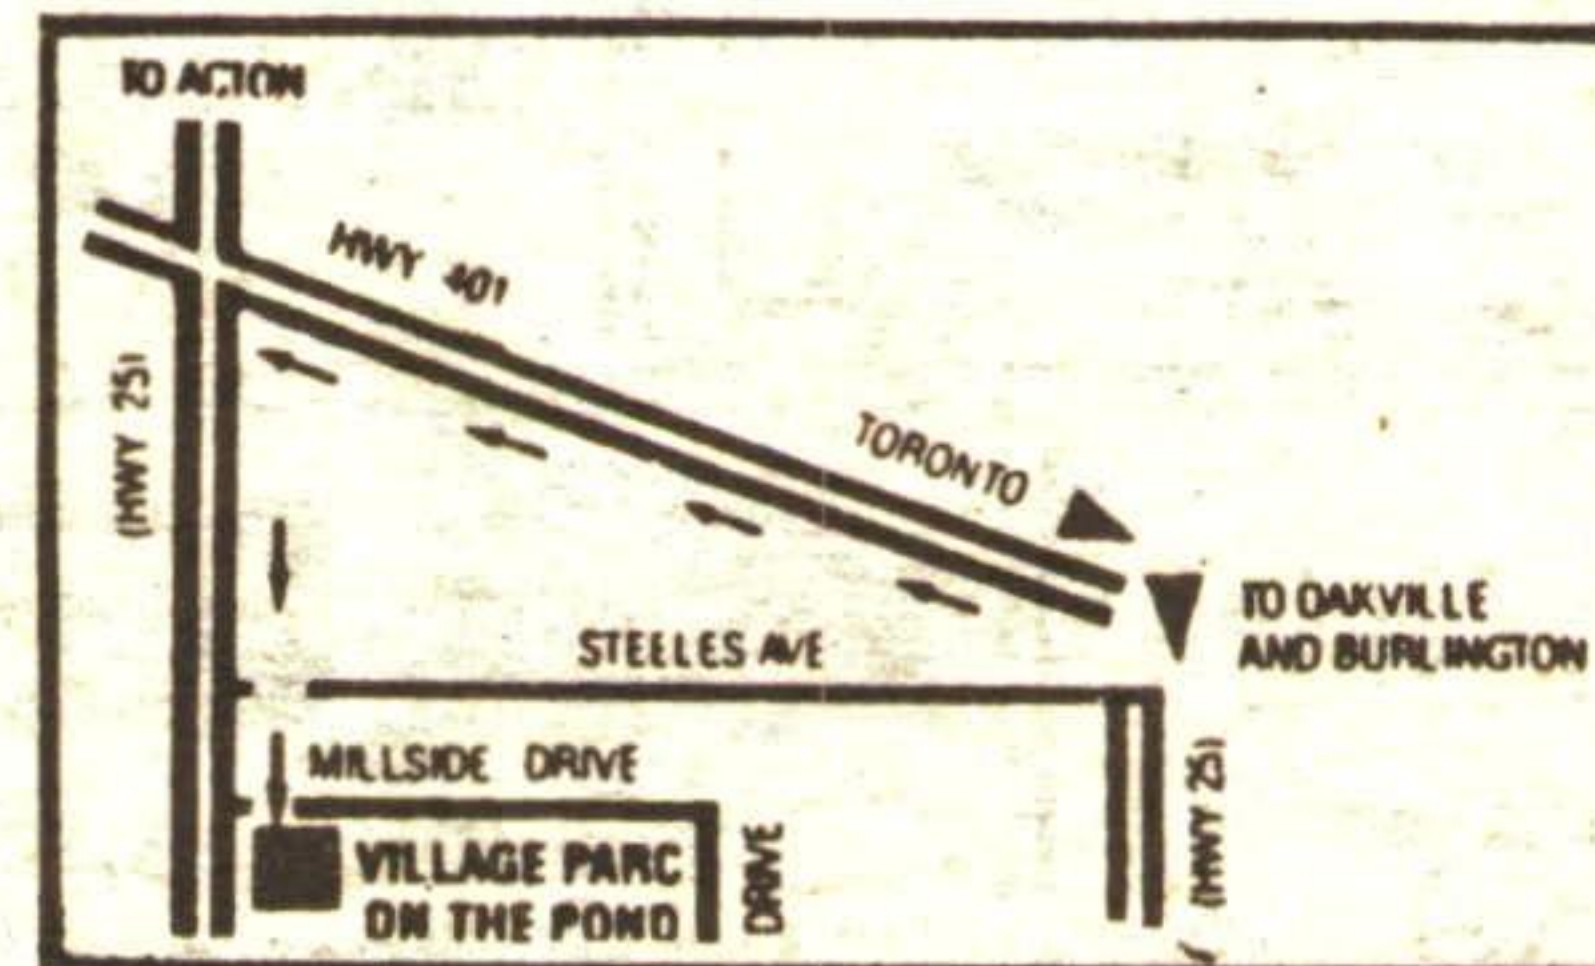 TO ACTON
HWY 401
(HWY 25)
TORONTO
TO OAKVILLE
AND BURLINGTON
STEELES AVE
MILLSIDE DRIVE
VILLAGE PARC
ON THE POND
DRIVE
(HWY 25)